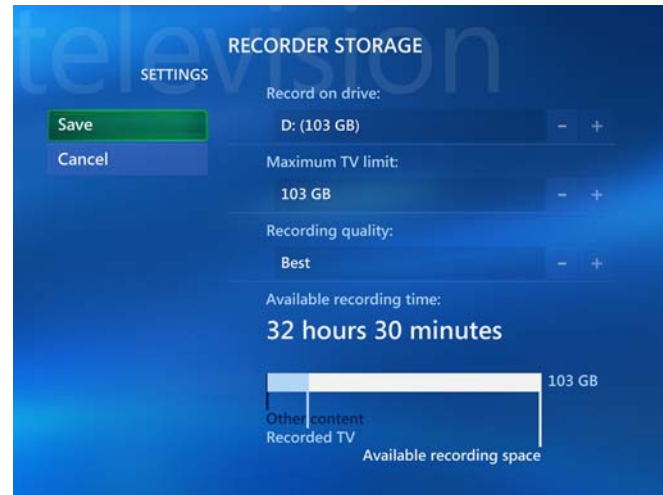 television
RECORDER STORAGE
SETTINGS
Record on drive:
Save
D: (103 GB) - +
Cancel
Maximum TV limit:
103 GB - +
Recording quality:
Best - +
Available recording time:
32 hours 30 minutes
103 GB
Other content
Recorded TV
Available recording space